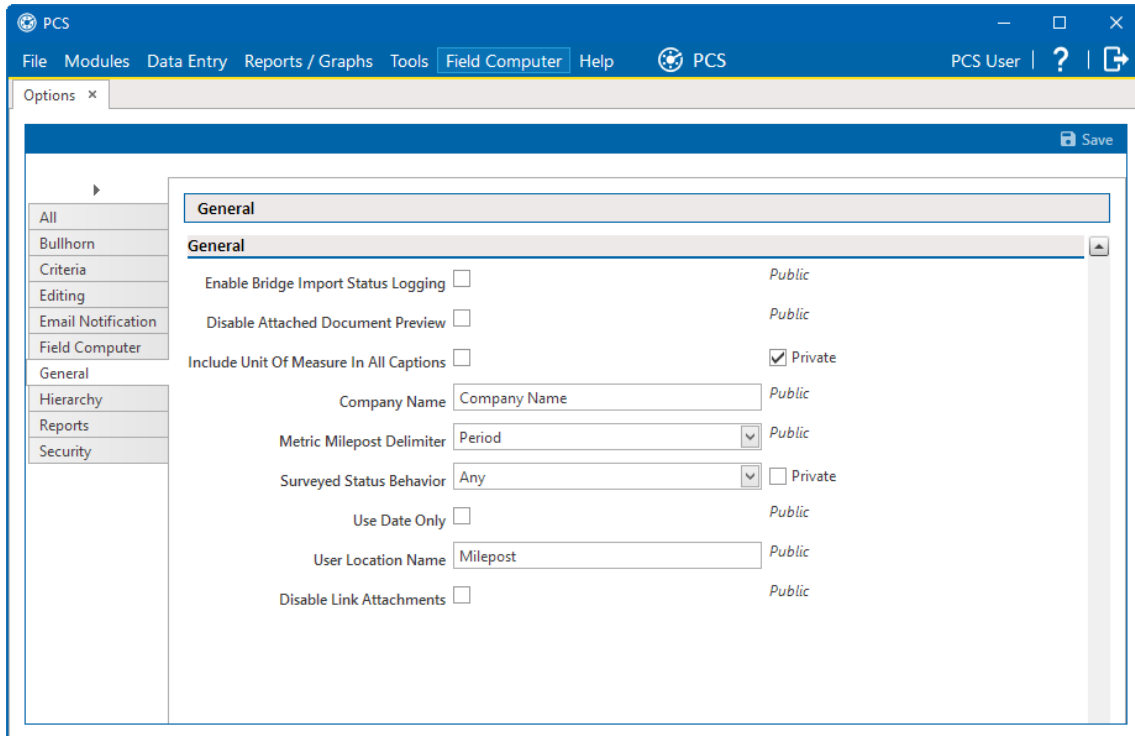 PCS
File Modules Data Entry Reports / Graphs Tools Field Computer Help PCS PCS User | ? |
Options ×
Save
All
Bullhorn
Criteria
Editing
Email Notification
Field Computer
General
Hierarchy
Reports
Security
General
General
Enable Bridge Import Status Logging Public
Disable Attached Document Preview Public
Include Unit Of Measure In All Captions Private
Company Name Company Name Public
Metric Milepost Delimiter Period Public
Surveyed Status Behavior Any Private
Use Date Only Public
User Location Name Milepost Public
Disable Link Attachments Public